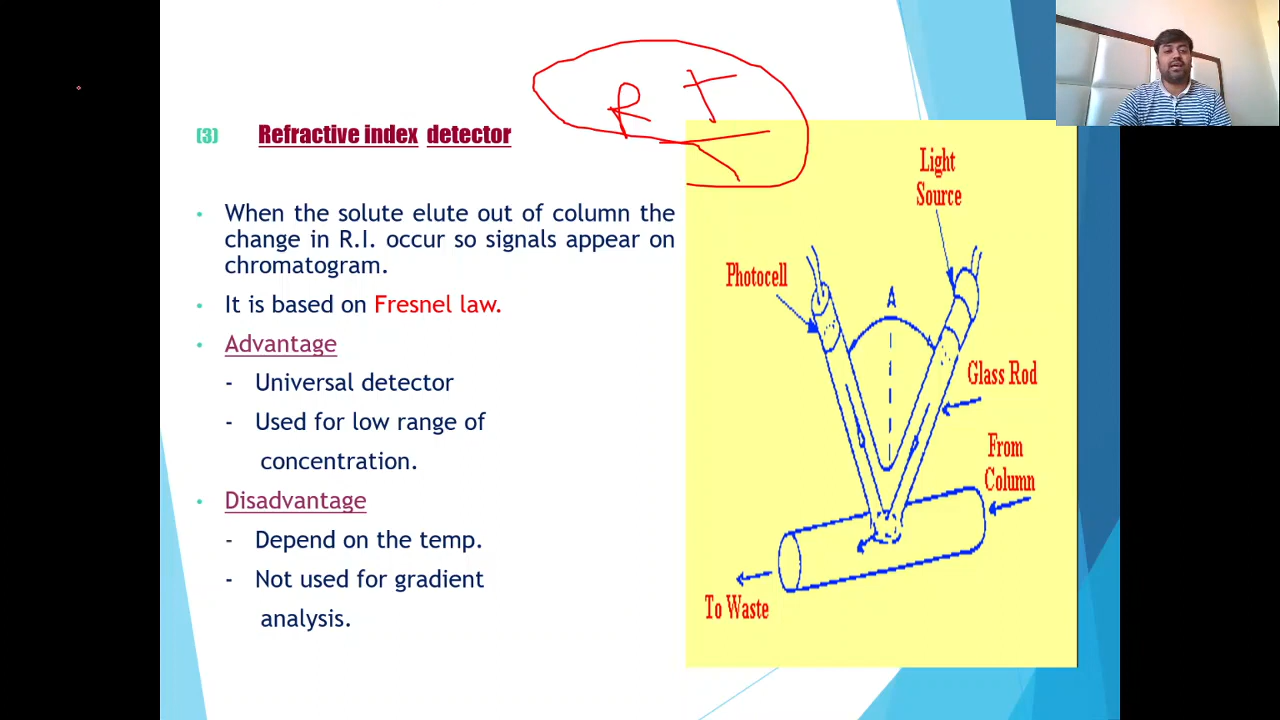 R I
(3) Refractive index detector
• When the solute elute out of column the
change in R.I. occur so signals appear on
chromatogram.
• It is based on Fresnel law.
• Advantage
- Universal detector
- Used for low range of
concentration.
• Disadvantage
- Depend on the temp.
- Not used for gradient
analysis.
Light
Source
Photocell
A
Glass Rod
From
Column
To Waste